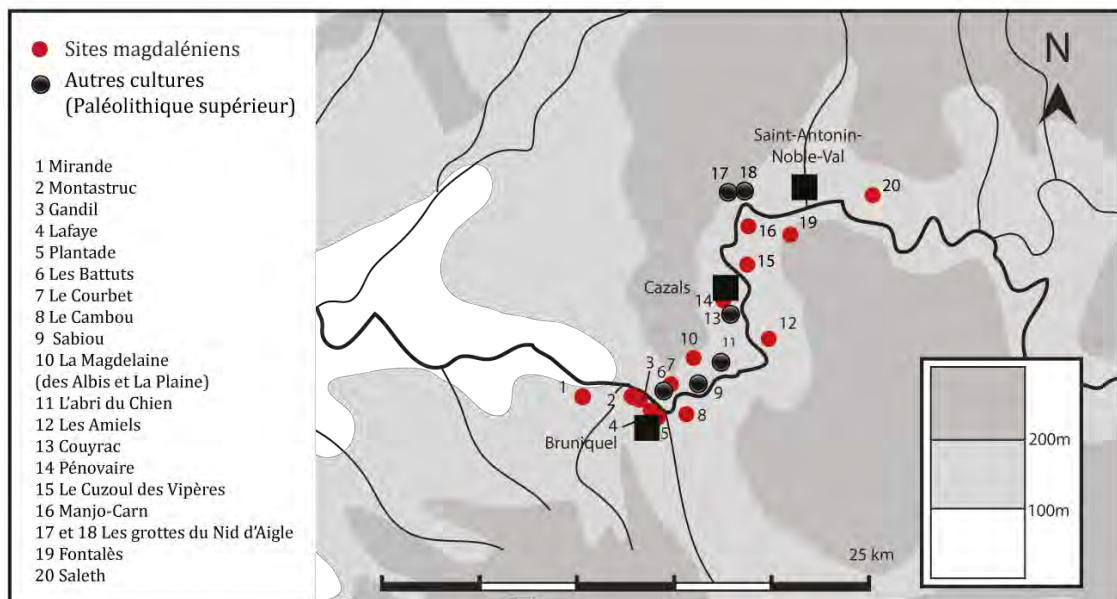 Sites magdaléniens
Autres cultures
(Paléolithique supérieur)
1 Mirande
2 Montastruc
3 Gandil
4 Lafaye
5 Plantade
6 Les Battuts
7 Le Courbet
8 Le Cambou
9 Sabiou
10 La Magdelaine
(des Albis et La Plaine)
11 L'abri du Chien
12 Les Amiels
13 Couyrac
14 Pénovaire
15 Le Cuzoul des Vipères
16 Manjo-Carn
17 et 18 Les grottes du Nid d'Aigle
19 Fontalès
20 Saleth
N
Saint-Antonin-
Noble-Val
17 18
20
16 19
15
Cazals
14
13
12
10 11
3 6 7
1 2 9
4 5 8
Bruniquel
200m
100m
25 km